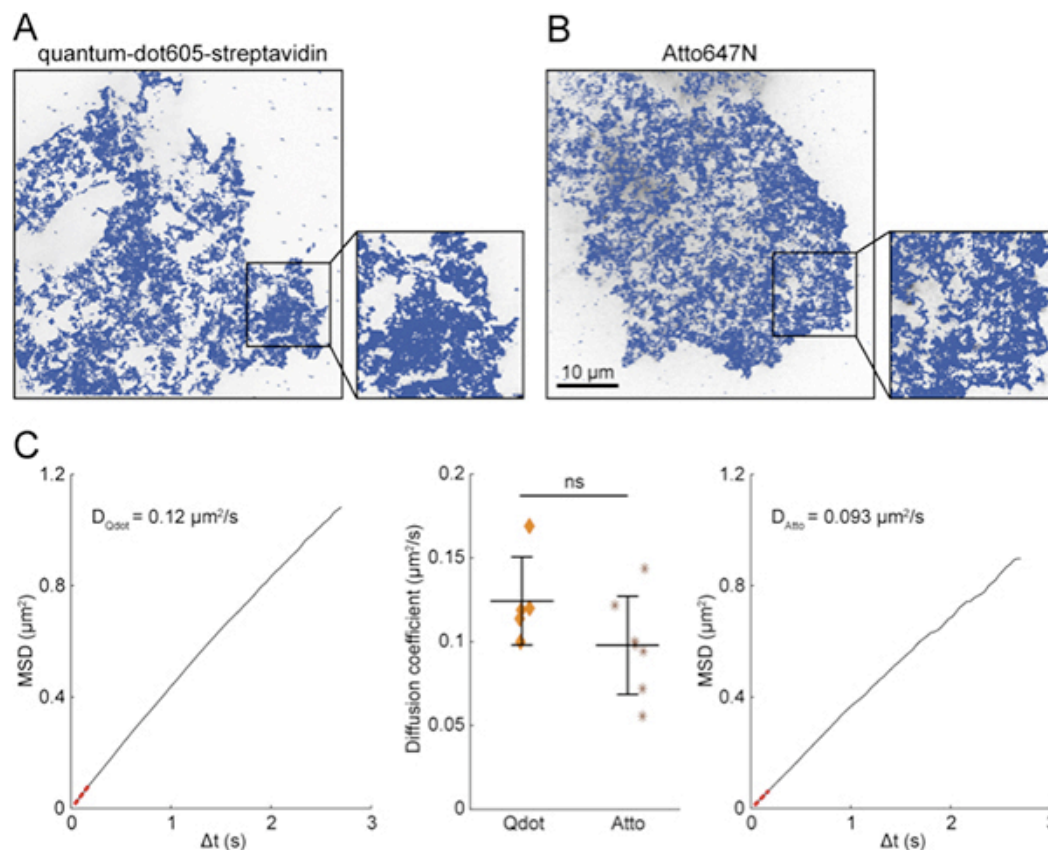 A
quantum-dot605-streptavidin
B
Atto647N
10 µm
C
1.2
0.8
0.4
0
MSD (µm²)
D_Qdot = 0.12 µm²/s
0
1
2
3
Δt (s)
0.2
0.15
0.1
0.05
0
Diffusion coefficient (µm²/s)
ns
Qdot
Atto
1.2
0.8
0.4
0
MSD (µm²)
D_Atto = 0.093 µm²/s
0
1
2
3
Δt (s)